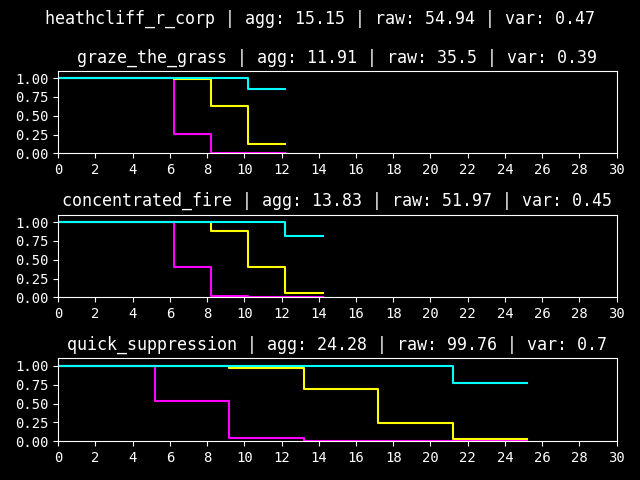 heathcliff_r_corp | agg: 15.15 | raw: 54.94 | var: 0.47
graze_the_grass | agg: 11.91 | raw: 35.5 | var: 0.39
1.00
0.75
0.50
0.25
0.00
0 2 4 6 8 10 12 14 16 18 20 22 24 26 28 30
concentrated_fire | agg: 13.83 | raw: 51.97 | var: 0.45
1.00
0.75
0.50
0.25
0.00
0 2 4 6 8 10 12 14 16 18 20 22 24 26 28 30
quick_suppression | agg: 24.28 | raw: 99.76 | var: 0.7
1.00
0.75
0.50
0.25
0.00
0 2 4 6 8 10 12 14 16 18 20 22 24 26 28 30